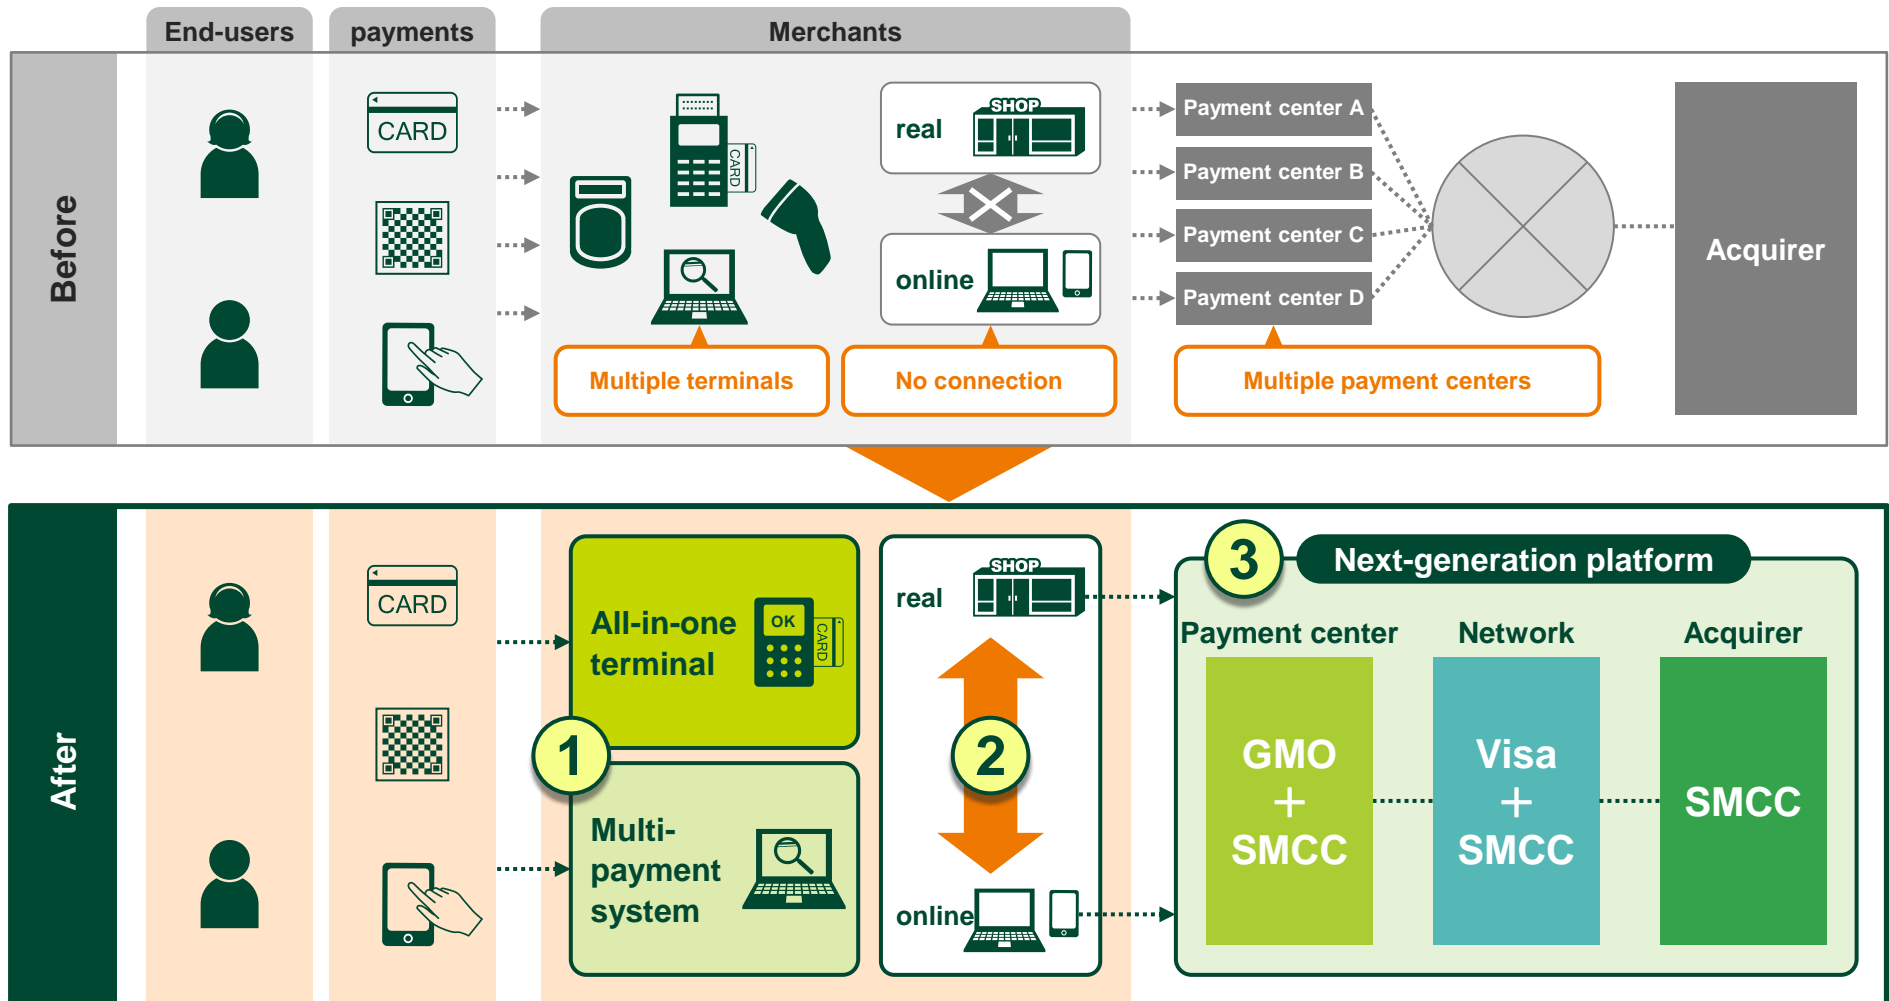 End-users
payments
Merchants
Before
CARD
CARD
real
SHOP
online
Multiple terminals
No connection
Payment center A
Payment center B
Payment center C
Payment center D
Multiple payment centers
Acquirer
After
CARD
All-in-one
terminal
OK
CARD
1
Multi-
payment
system
real
SHOP
2
online
3
Next-generation platform
Payment center
GMO
+
SMCC
Network
Visa
+
SMCC
Acquirer
SMCC